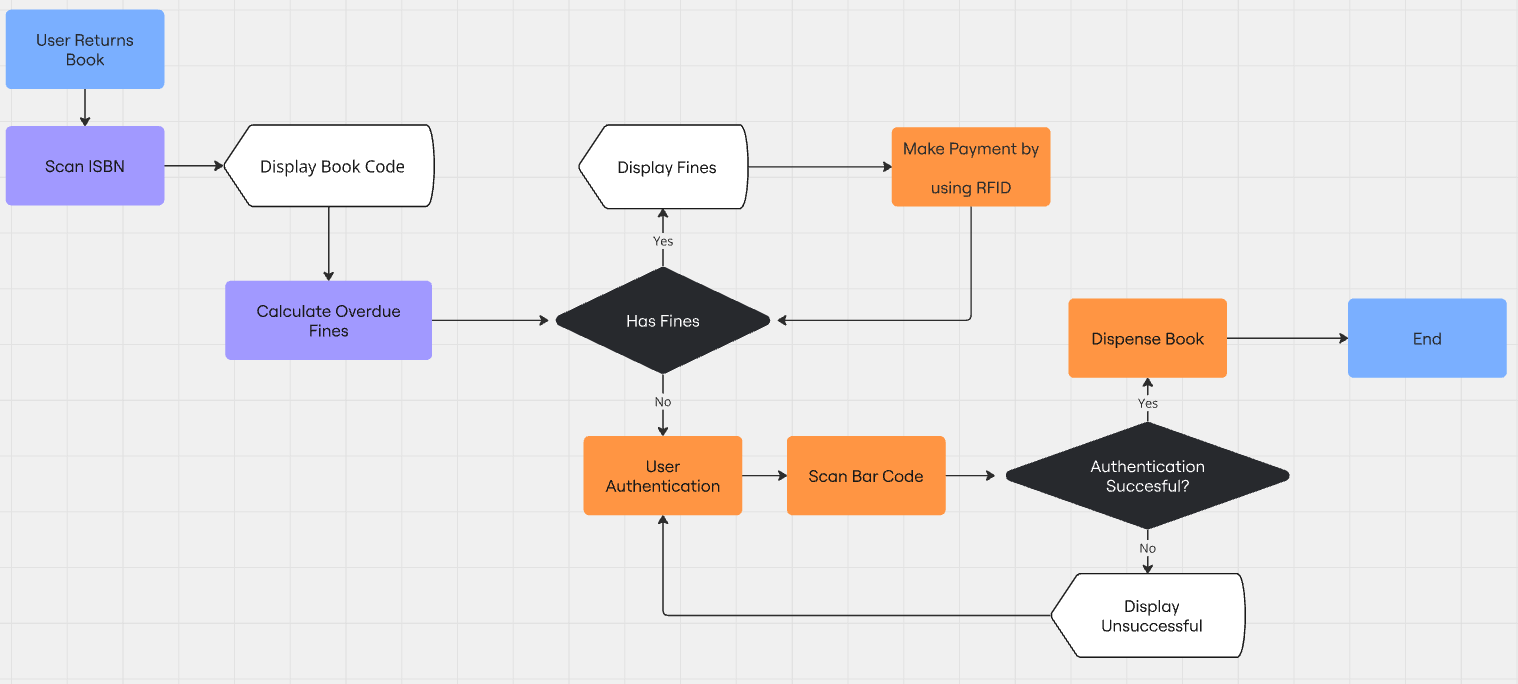 User Returns
Book
Scan ISBN
Display Book Code
Display Fines
Make Payment by
using RFID
Yes
Calculate Overdue
Fines
Has Fines
Dispense Book
End
No
Yes
User
Authentication
Scan Bar Code
Authentication
Succesful?
No
Display
Unsuccessful